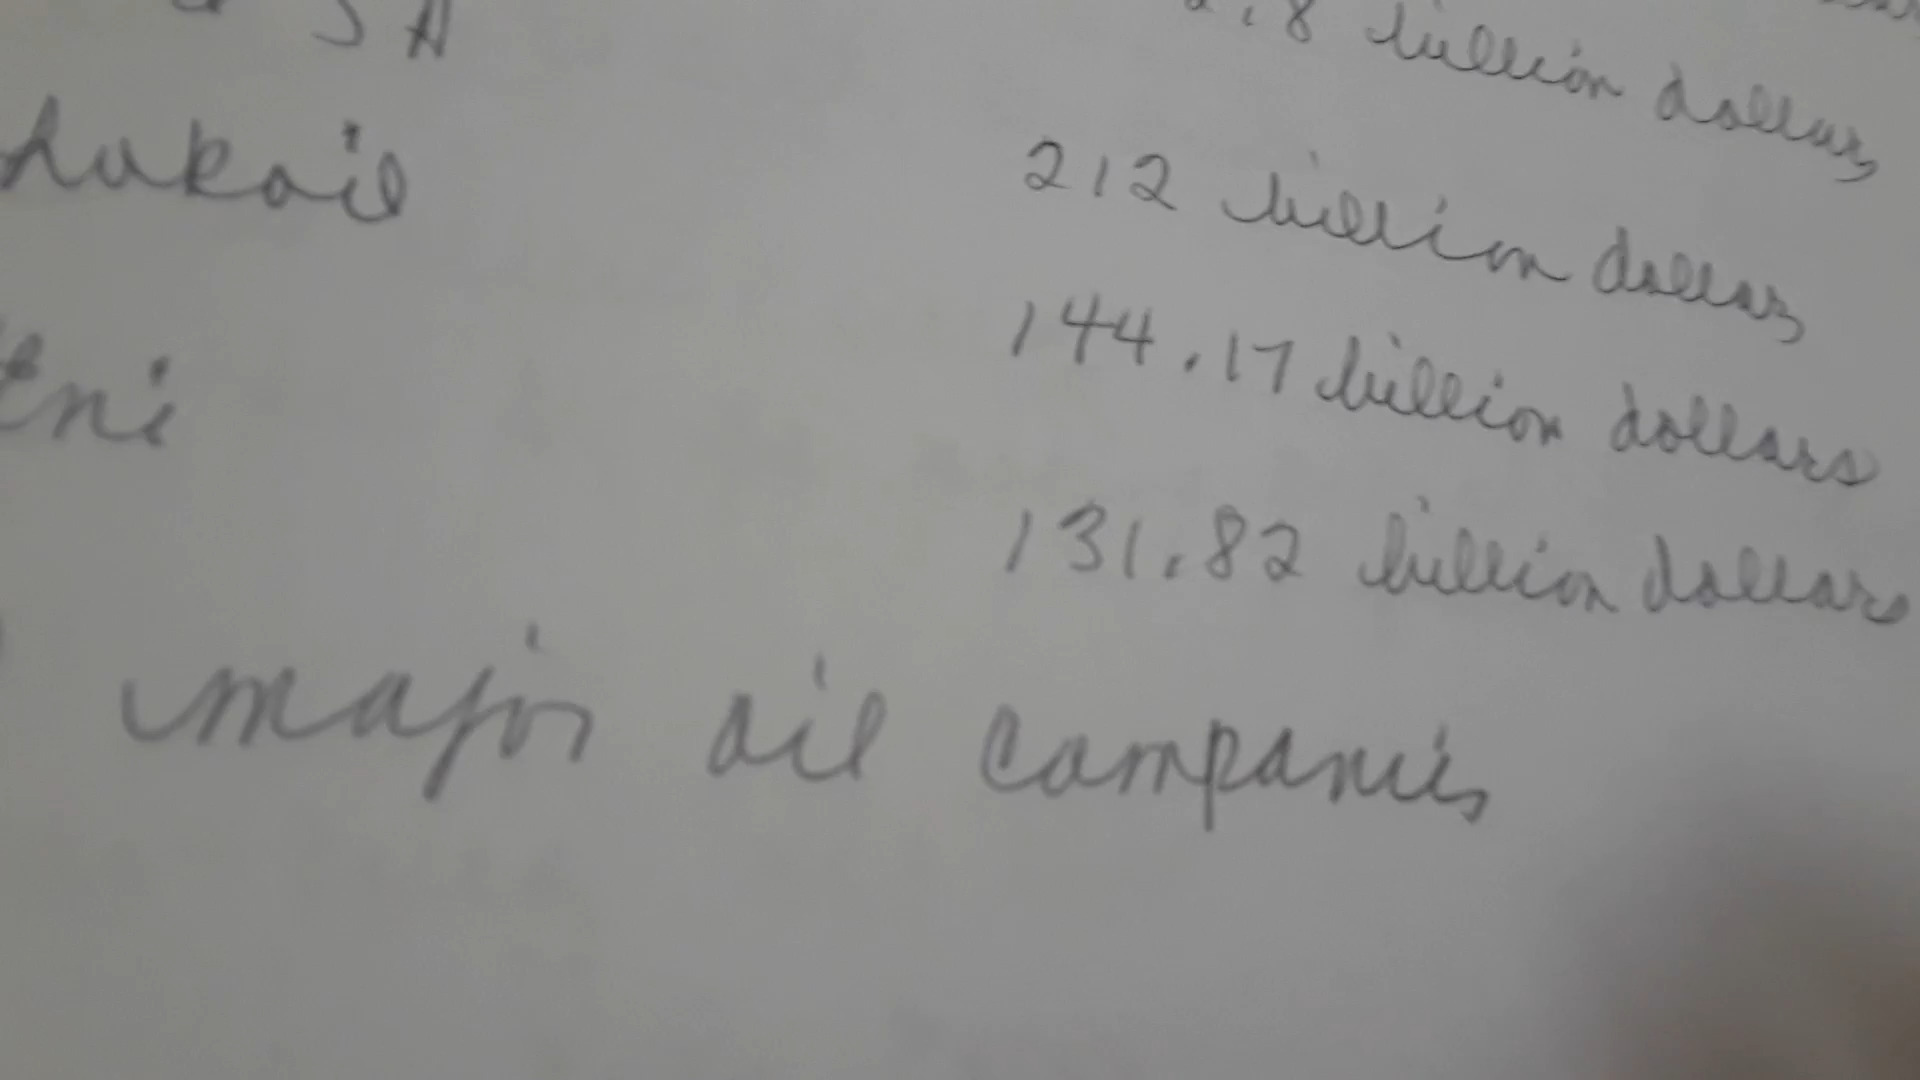 SA
.8 billion dollars
212 billion dollars
Lukoil 144.17 billion dollars
Eni 131.82 billion dollars
major oil companies